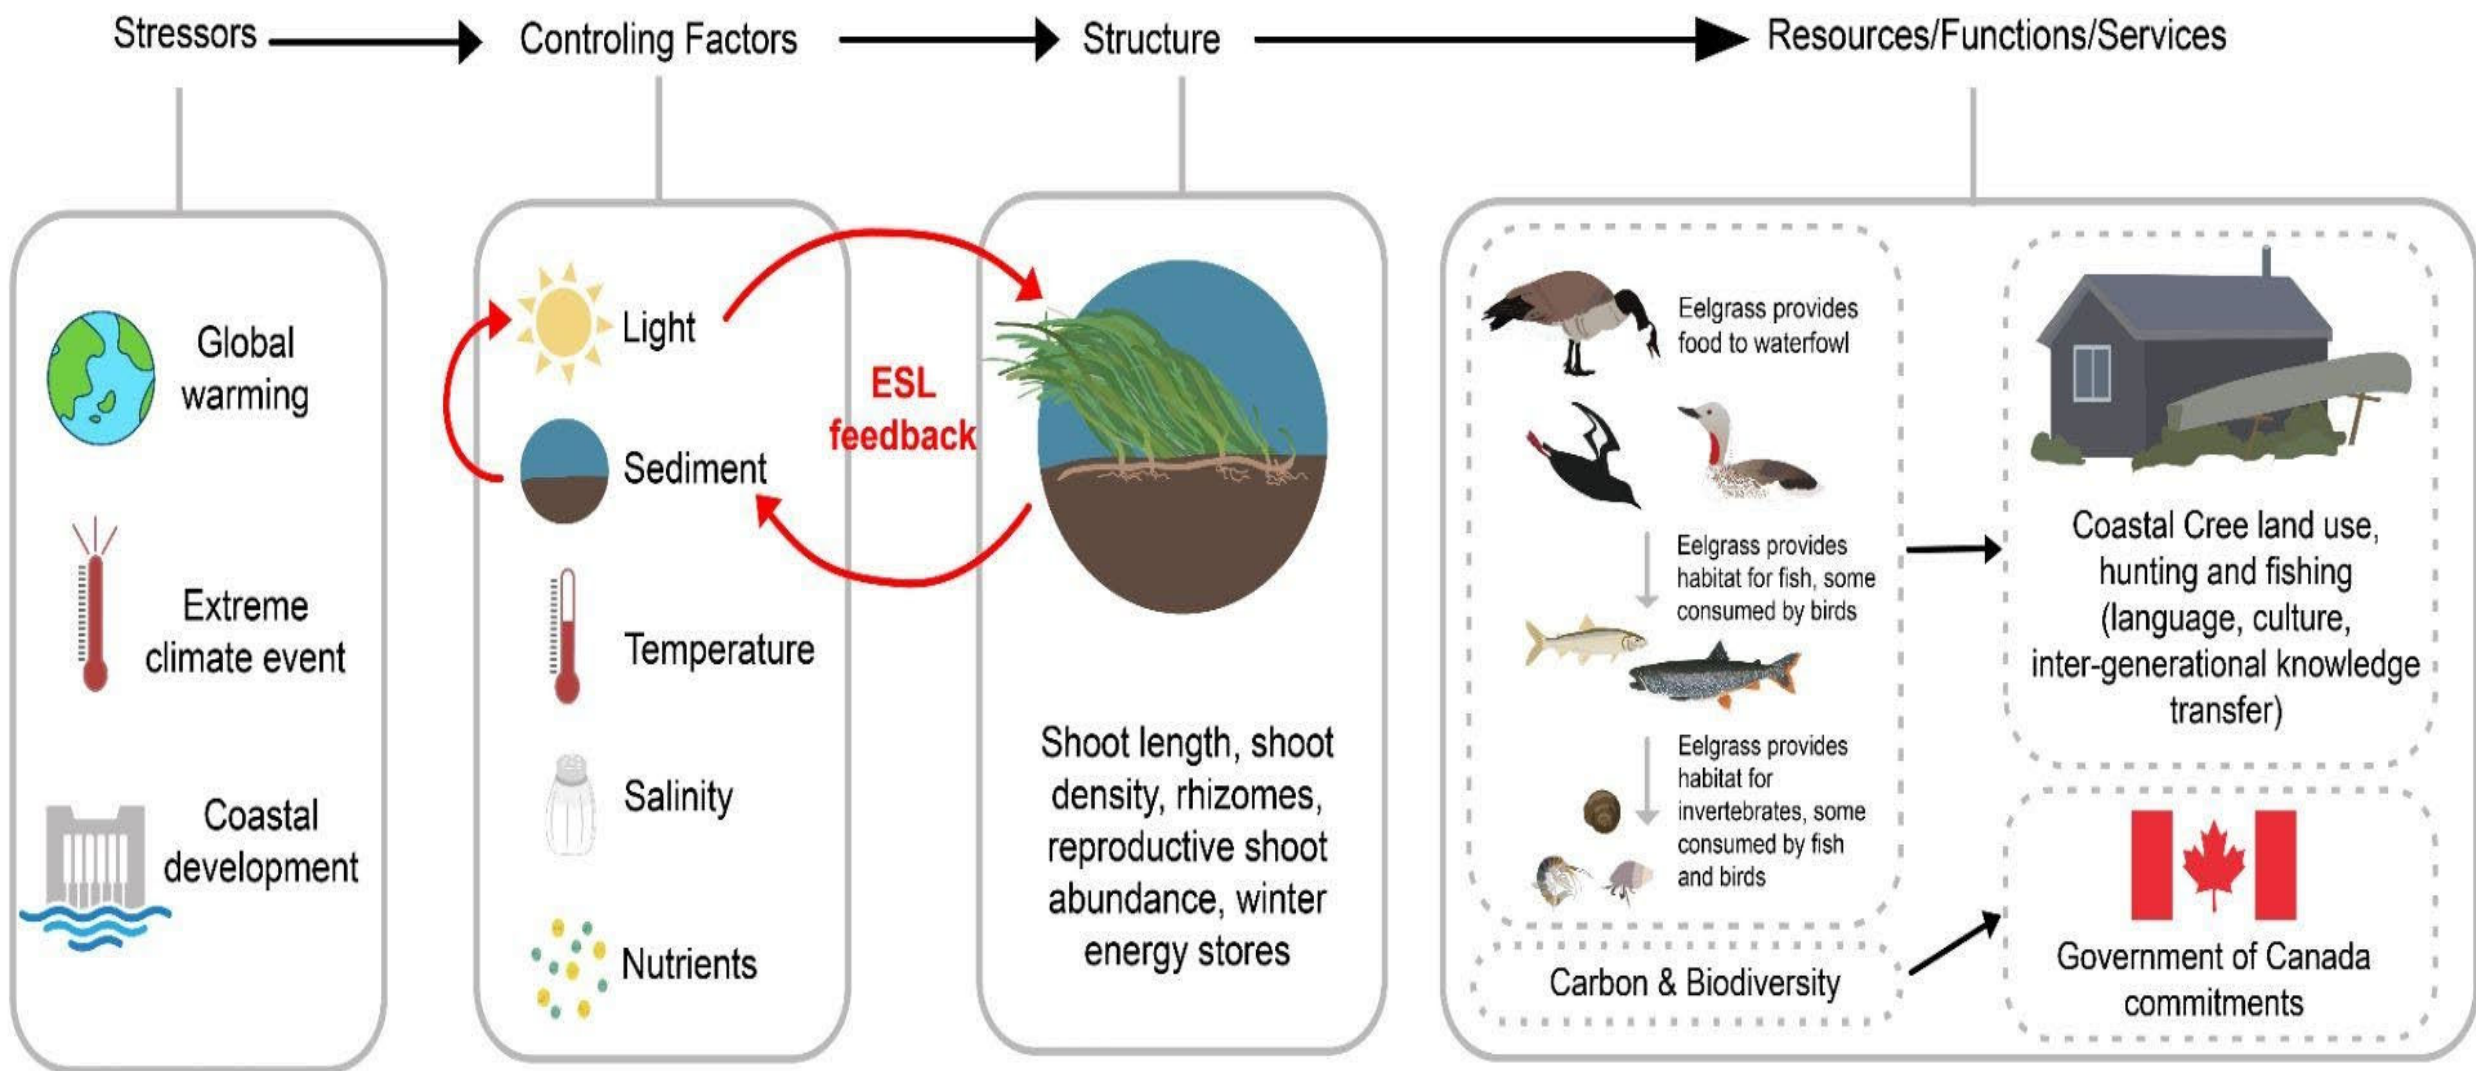 Stressors
Controling Factors
Structure
Resources/Functions/Services
Global
warming
Extreme
climate event
Coastal
development
Light
Sediment
Temperature
Salinity
Nutrients
ESL
feedback
Shoot length, shoot
density, rhizomes,
reproductive shoot
abundance, winter
energy stores
Eelgrass provides
food to waterfowl
Eelgrass provides
habitat for fish, some
consumed by birds
Eelgrass provides
habitat for
invertebrates, some
consumed by fish
and birds
Carbon & Biodiversity
Coastal Cree land use,
hunting and fishing
(language, culture,
inter-generational knowledge
transfer)
Government of Canada
commitments